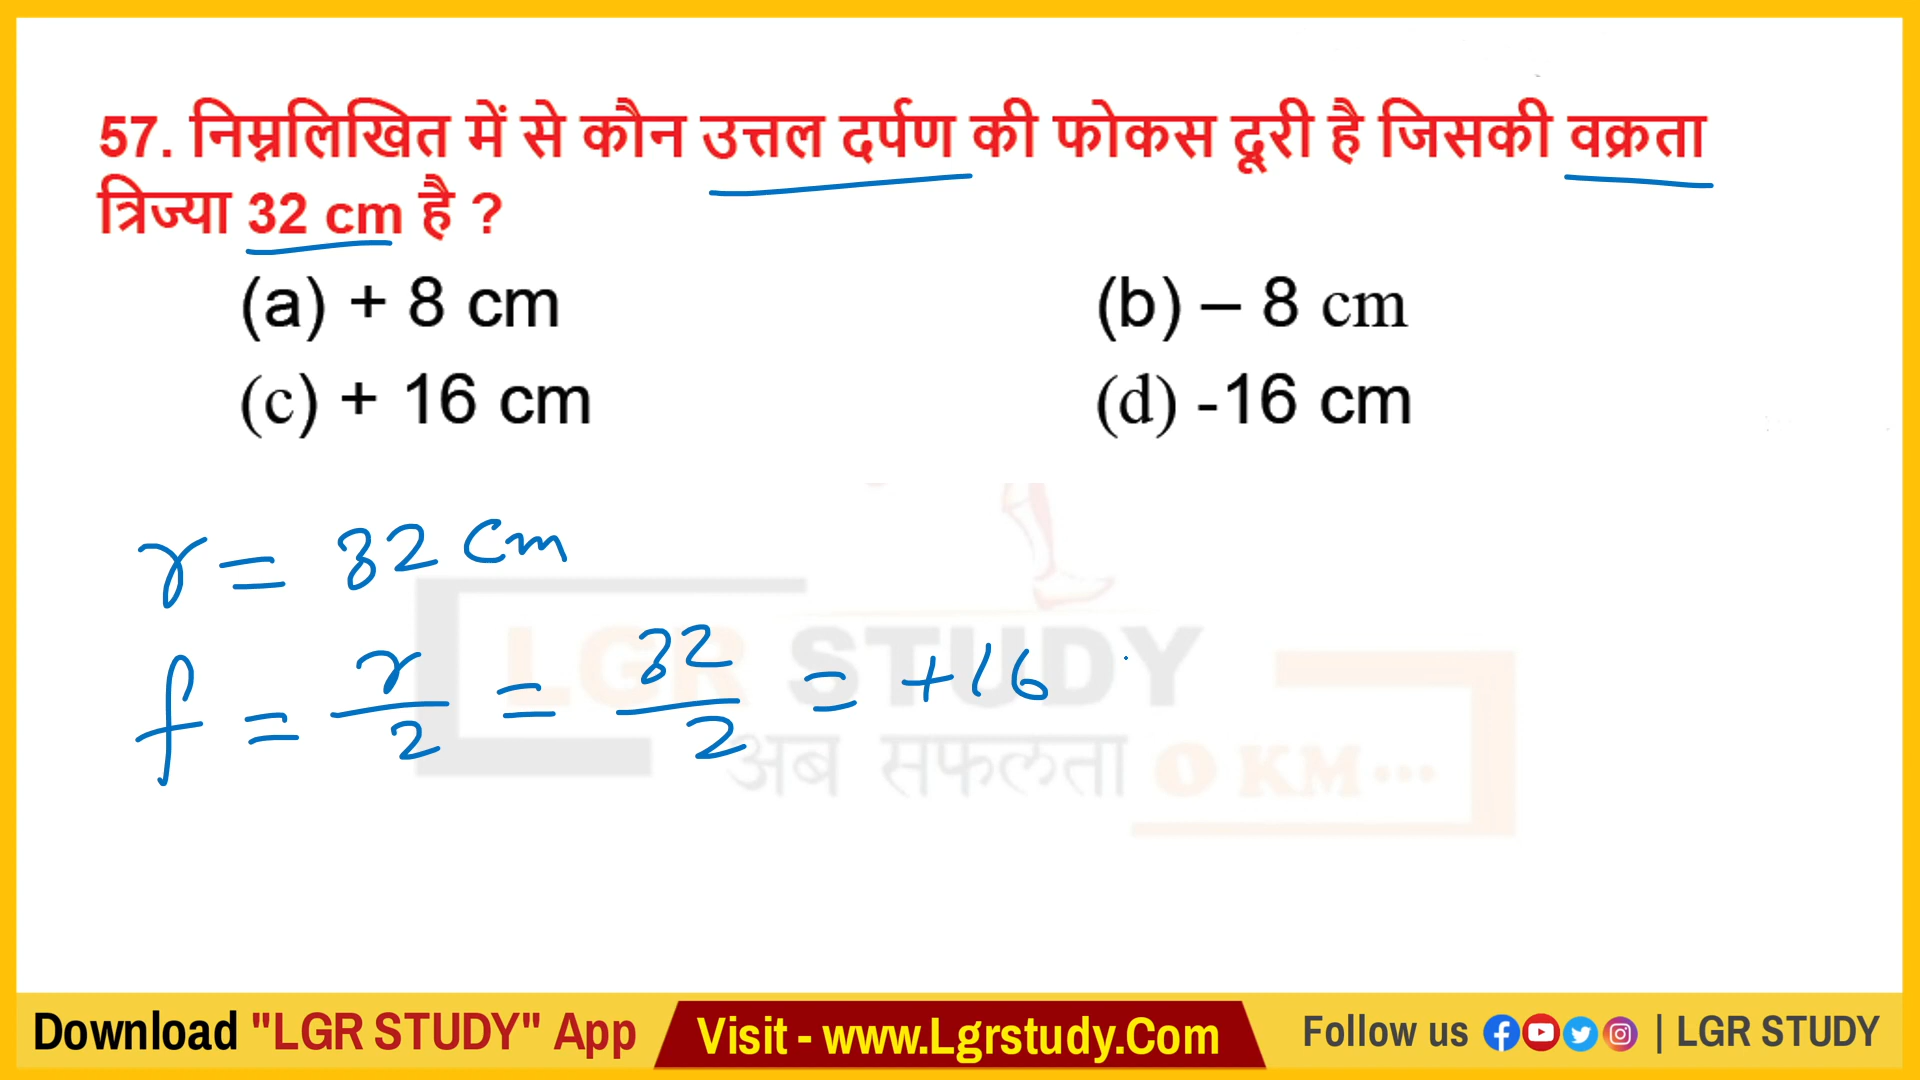 57. निम्नलिखित में से कौन उत्तल दर्पण की फोकस दूरी है जिसकी वक्रता
त्रिज्या 32 cm है ?
(a) + 8 cm (b) – 8 cm
(c) + 16 cm (d) -16 cm
r = 32 cm
f = r/2 = 32/2 = +16
LGR STUDY
अब सफलता 0 KM...
Download "LGR STUDY" App Visit - www.Lgrstudy.Com Follow us | LGR STUDY